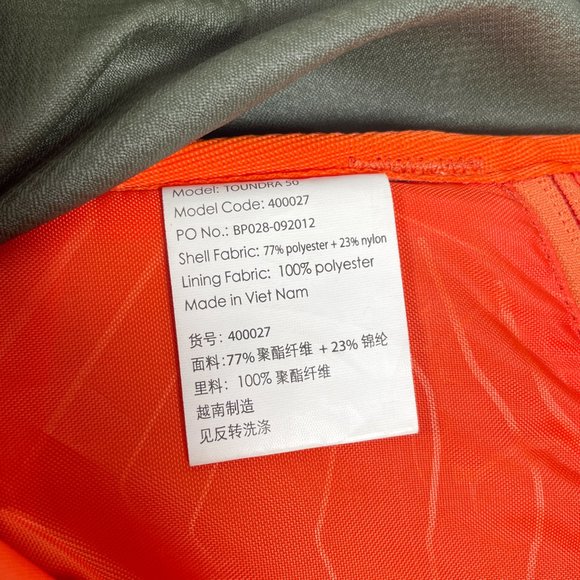 Model: TOUNDRA 50
Model Code: 400027
PO No.: BP028-092012
Shell Fabric: 77% polyester + 23% nylon
Lining Fabric: 100% polyester
Made in Viet Nam
货号: 400027
面料: 77% 聚酯纤维 + 23% 锦纶
里料: 100% 聚酯纤维
越南制造
见反转洗涤